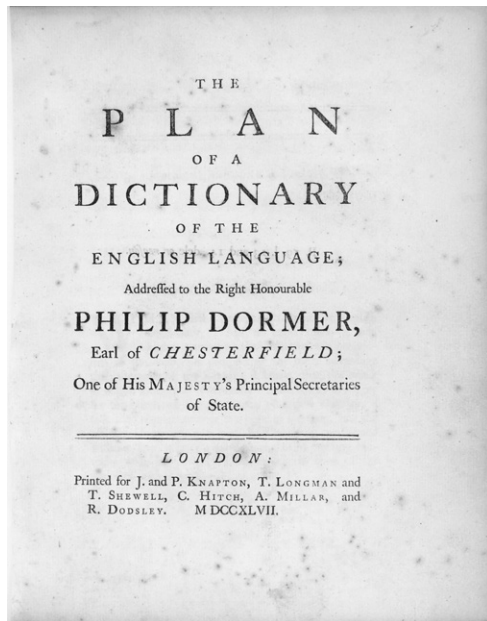 THE
PLAN
OF A
DICTIONARY
OF THE
ENGLISH LANGUAGE;
Addreſſed to the Right Honourable
PHILIP DORMER,
Earl of CHESTERFIELD;
One of His MAJESTY's Principal Secretaries
of State.
LONDON:
Printed for J. and P. KNAPTON, T. LONGMAN and
T. SHEWELL, C. HITCH, A. MILLAR, and
R. DODSLEY. M DCCXLVII.